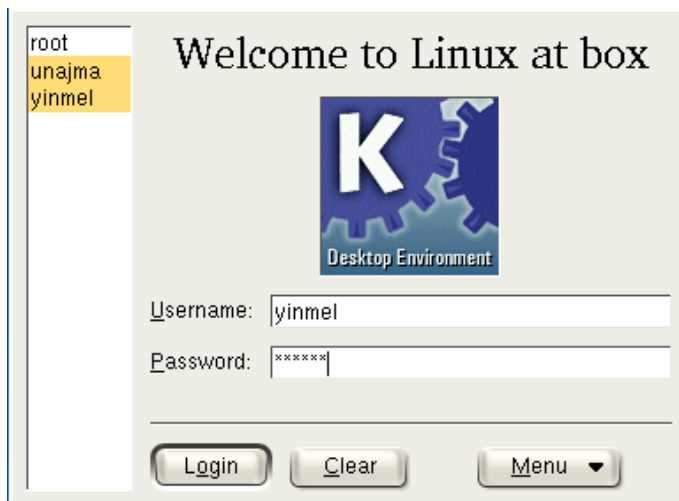 root
unajma
yinmel
Welcome to Linux at box
K
Desktop Environment
Username: yinmel
Password: ******
Login Clear Menu